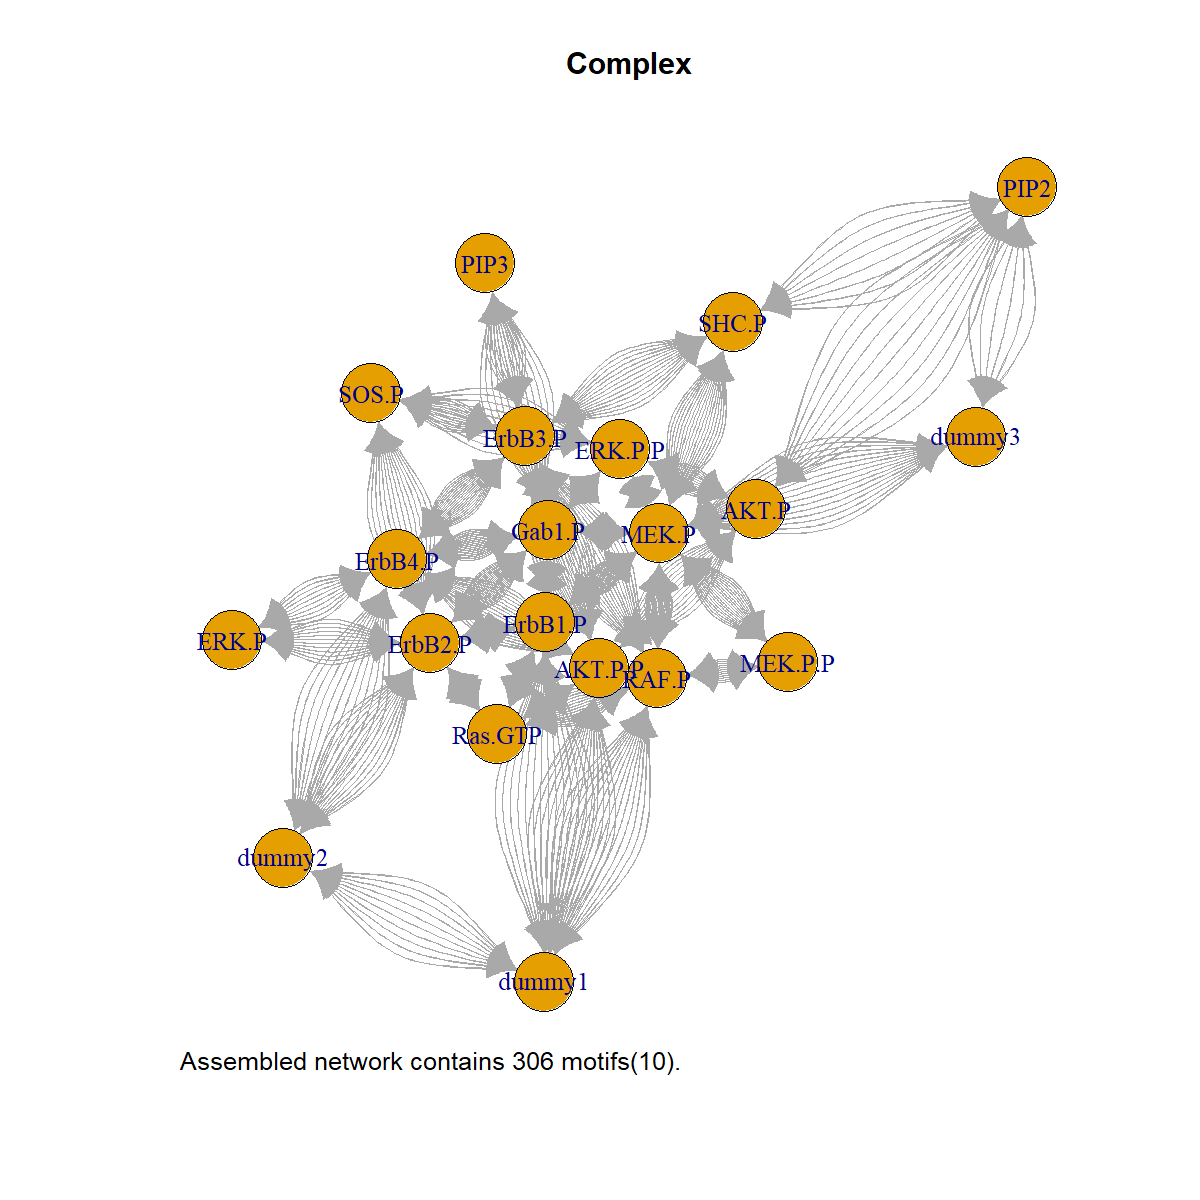 Complex
PIP2
PIP3
SHC.P
SOS.P
ErbB3.P
dummy3
ERK.P.P
AKT.P
Gab1.P
MEK.P
ErbB4.P
ErbB1.P
ERK.P
ErbB2.P
MEK.P.P
AKT.P.P
RAF.P
Ras.GTP
dummy2
dummy1
Assembled network contains 306 motifs(10).